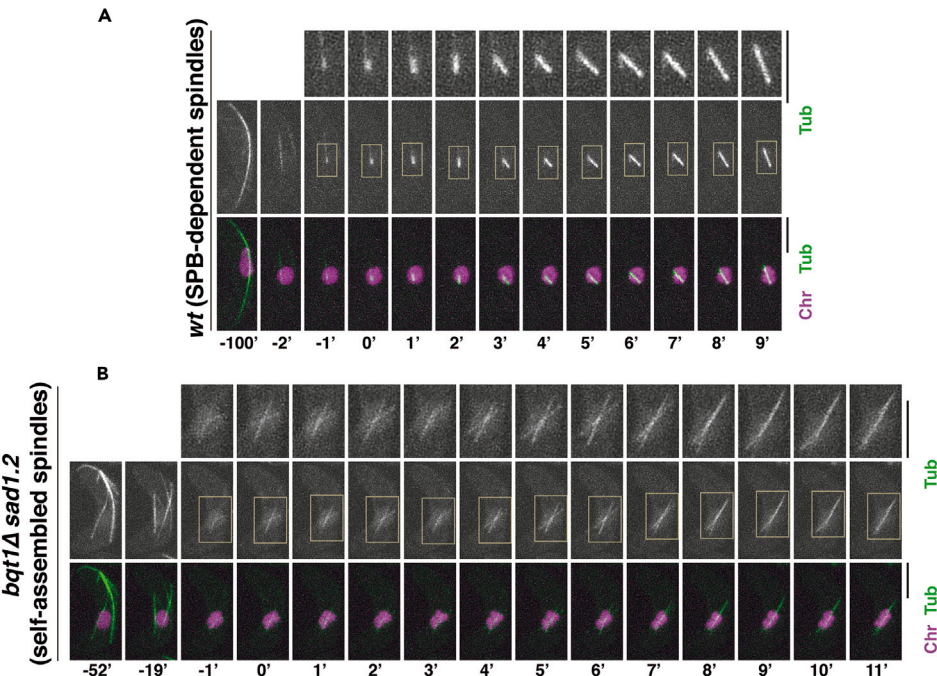 A
wt (SPB-dependent spindles)
Tub
Chr Tub
-100’ -2’ -1’ 0’ 1’ 2’ 3’ 4’ 5’ 6’ 7’ 8’ 9’
B
bqt1Δ sad1.2
(self-assembled spindles)
Tub
Chr Tub
-52’ -19’ -1’ 0’ 1’ 2’ 3’ 4’ 5’ 6’ 7’ 8’ 9’ 10’ 11’